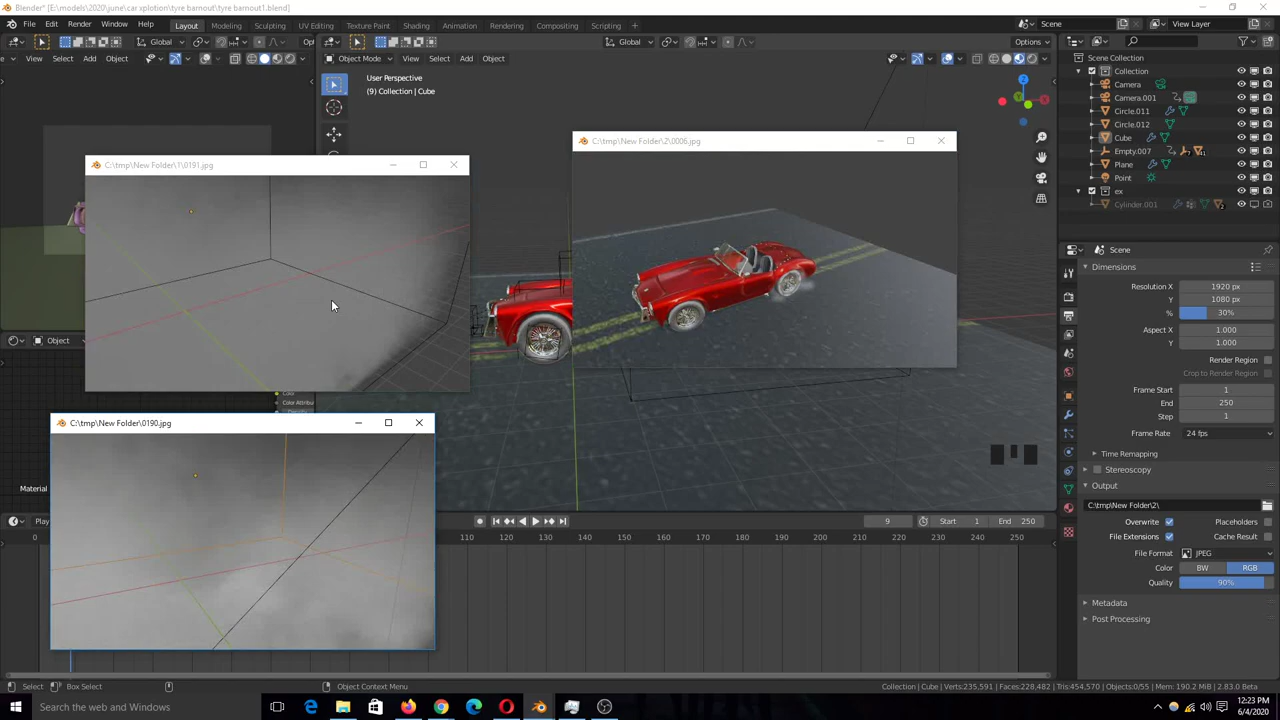 Blender* [E:\models\2020\june\car xplotion\tyre barnout\tyre barnout1.blend]
File Edit Render Window Help Layout Modeling Sculpting UV Editing Texture Paint Shading Animation Rendering Compositing Scripting Scene View Layer
Global Global Options
View Select Add Object Object Mode View Select Add Object
User Perspective
(9) Collection | Cube
Scene Collection
Collection
Camera
Camera.001
Circle.011
Circle.012
Cube
Empty.007
Plane
Point
ex
Cylinder.001
C:\tmp\New Folder\1\0191.jpg
C:\tmp\New Folder\2\0006.jpg
C:\tmp\New Folder\0190.jpg
Object
Color
Color Attribu
Density
Material
Scene
Dimensions
Resolution X 1920 px
Y 1080 px
% 30%
Aspect X 1.000
Y 1.000
Render Region
Crop to Render Region
Frame Start 1
End 250
Step 1
Frame Rate 24 fps
Time Remapping
Stereoscopy
Output
C:\tmp\New Folder\2\
Overwrite Placeholders
File Extensions Cache Result
File Format JPEG
Color BW RGB
Quality 90%
Metadata
Post Processing
Play 9 Start 1 End 250
0 110 120 130 140 150 160 170 180 190 200 210 220 230 240 250
Select Box Select Object Context Menu Collection | Cube | Verts:235,591 | Faces:228,482 | Tris:454,570 | Objects:0/55 | Mem: 190.2 MiB | 2.83.0 Beta
Search Windows
12:23 PM
6/4/2020